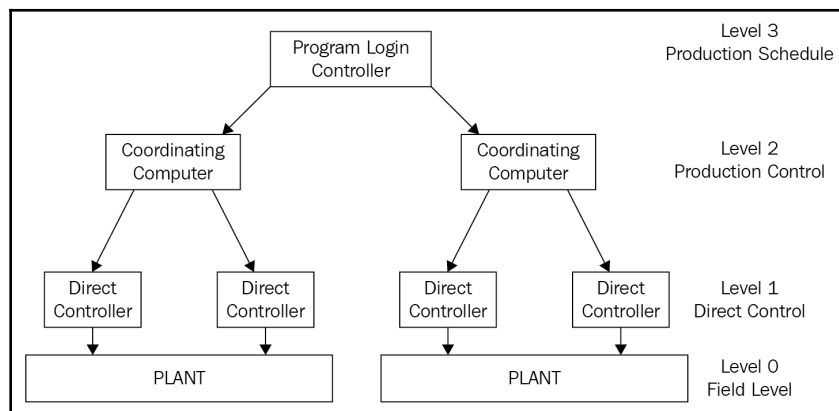 Program Login
Controller
Level 3
Production Schedule
Coordinating
Computer
Coordinating
Computer
Level 2
Production Control
Direct
Controller
Direct
Controller
Direct
Controller
Direct
Controller
Level 1
Direct Control
PLANT
PLANT
Level 0
Field Level